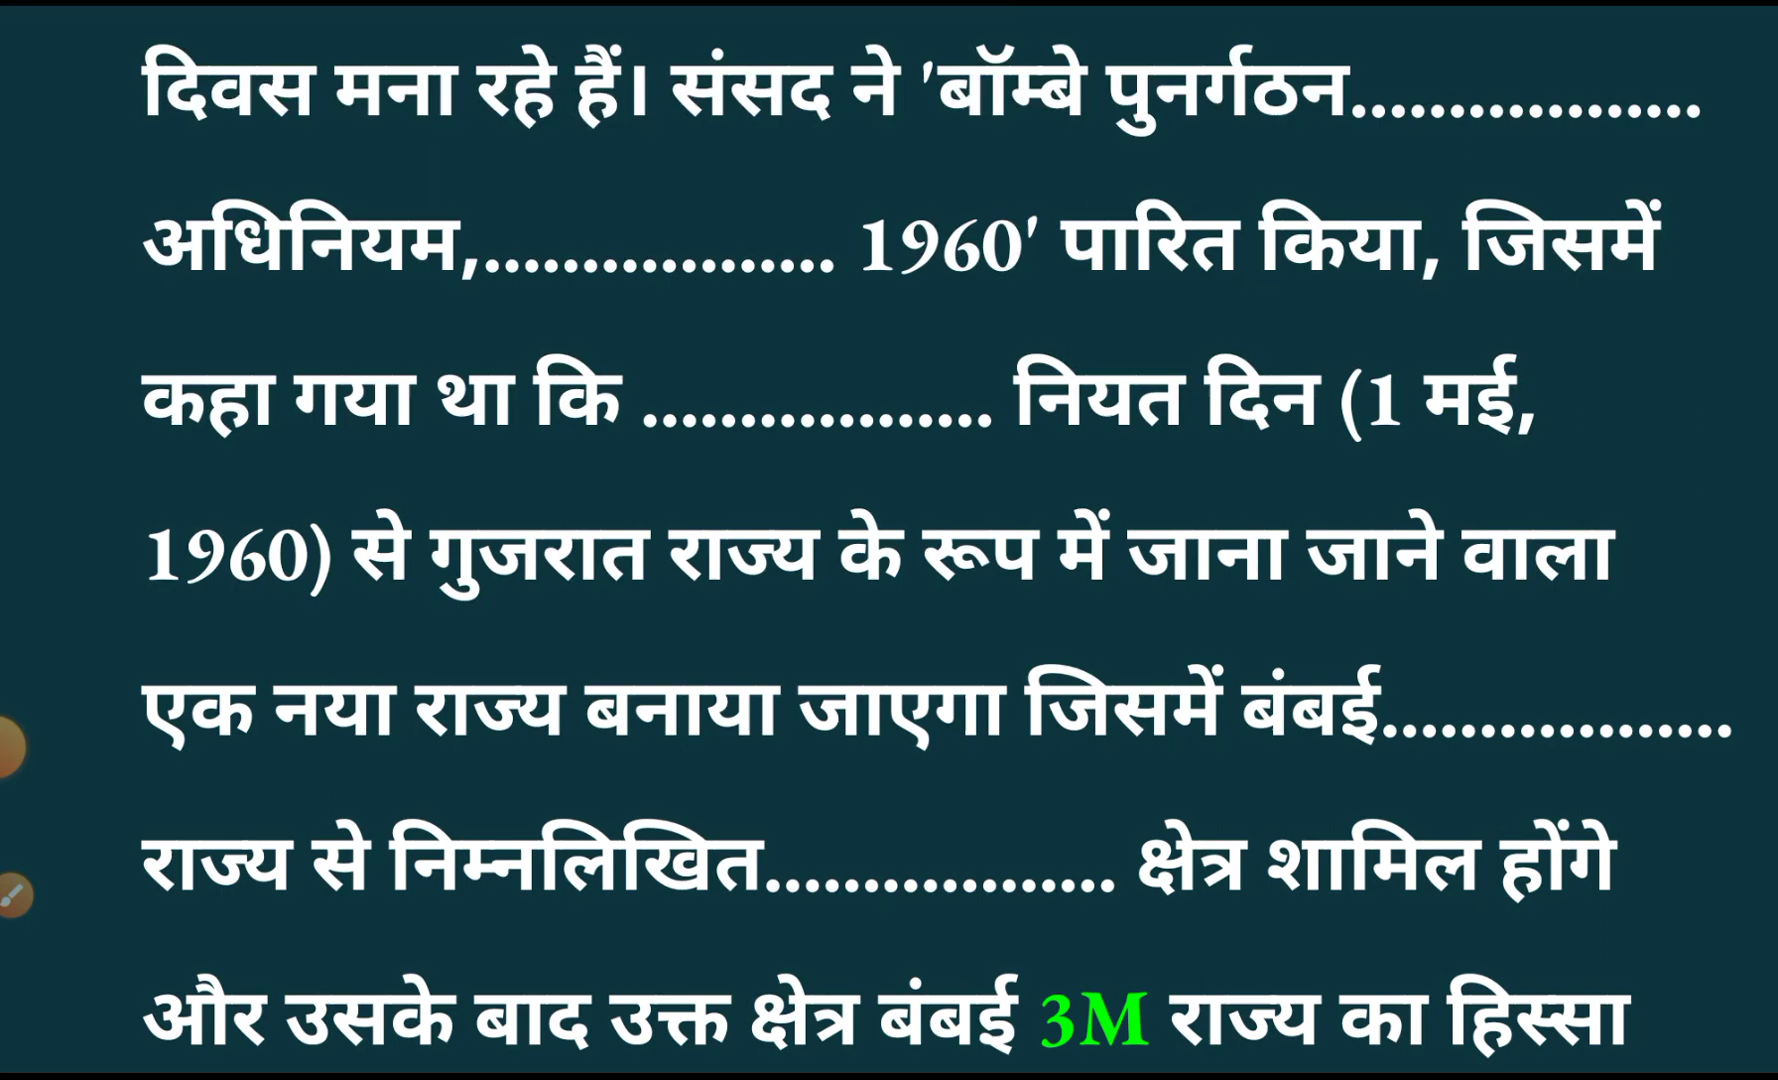 दिवस मना रहे हैं। संसद ने 'बॉम्बे पुनर्गठन..................
अधिनियम,.................. 1960' पारित किया, जिसमें
कहा गया था कि .................. नियत दिन (1 मई,
1960) से गुजरात राज्य के रूप में जाना जाने वाला
एक नया राज्य बनाया जाएगा जिसमें बंबई..................
राज्य से निम्नलिखित.................. क्षेत्र शामिल होंगे
और उसके बाद उक्त क्षेत्र बंबई 3M राज्य का हिस्सा